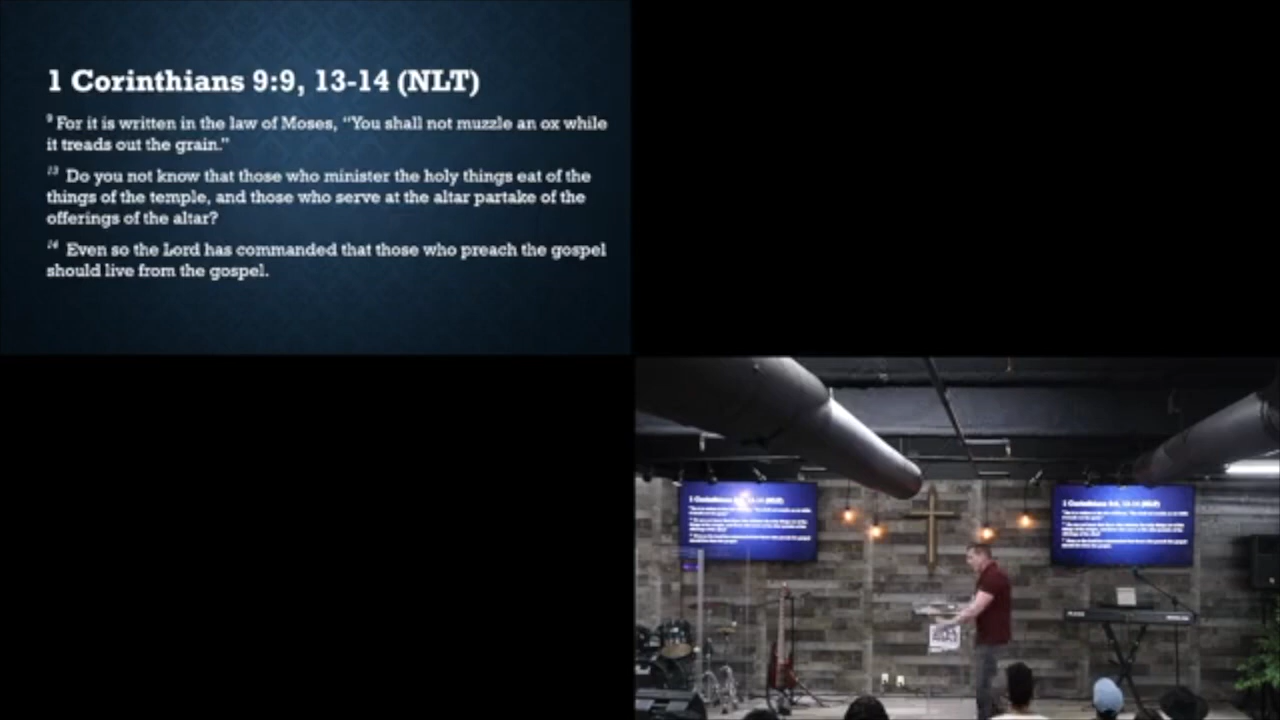 1 Corinthians 9:9, 13-14 (NLT)
9 For it is written in the law of Moses, “You shall not muzzle an ox while
it treads out the grain.”
13 Do you not know that those who minister the holy things eat of the
things of the temple, and those who serve at the altar partake of the
offerings of the altar?
14 Even so the Lord has commanded that those who preach the gospel
should live from the gospel.